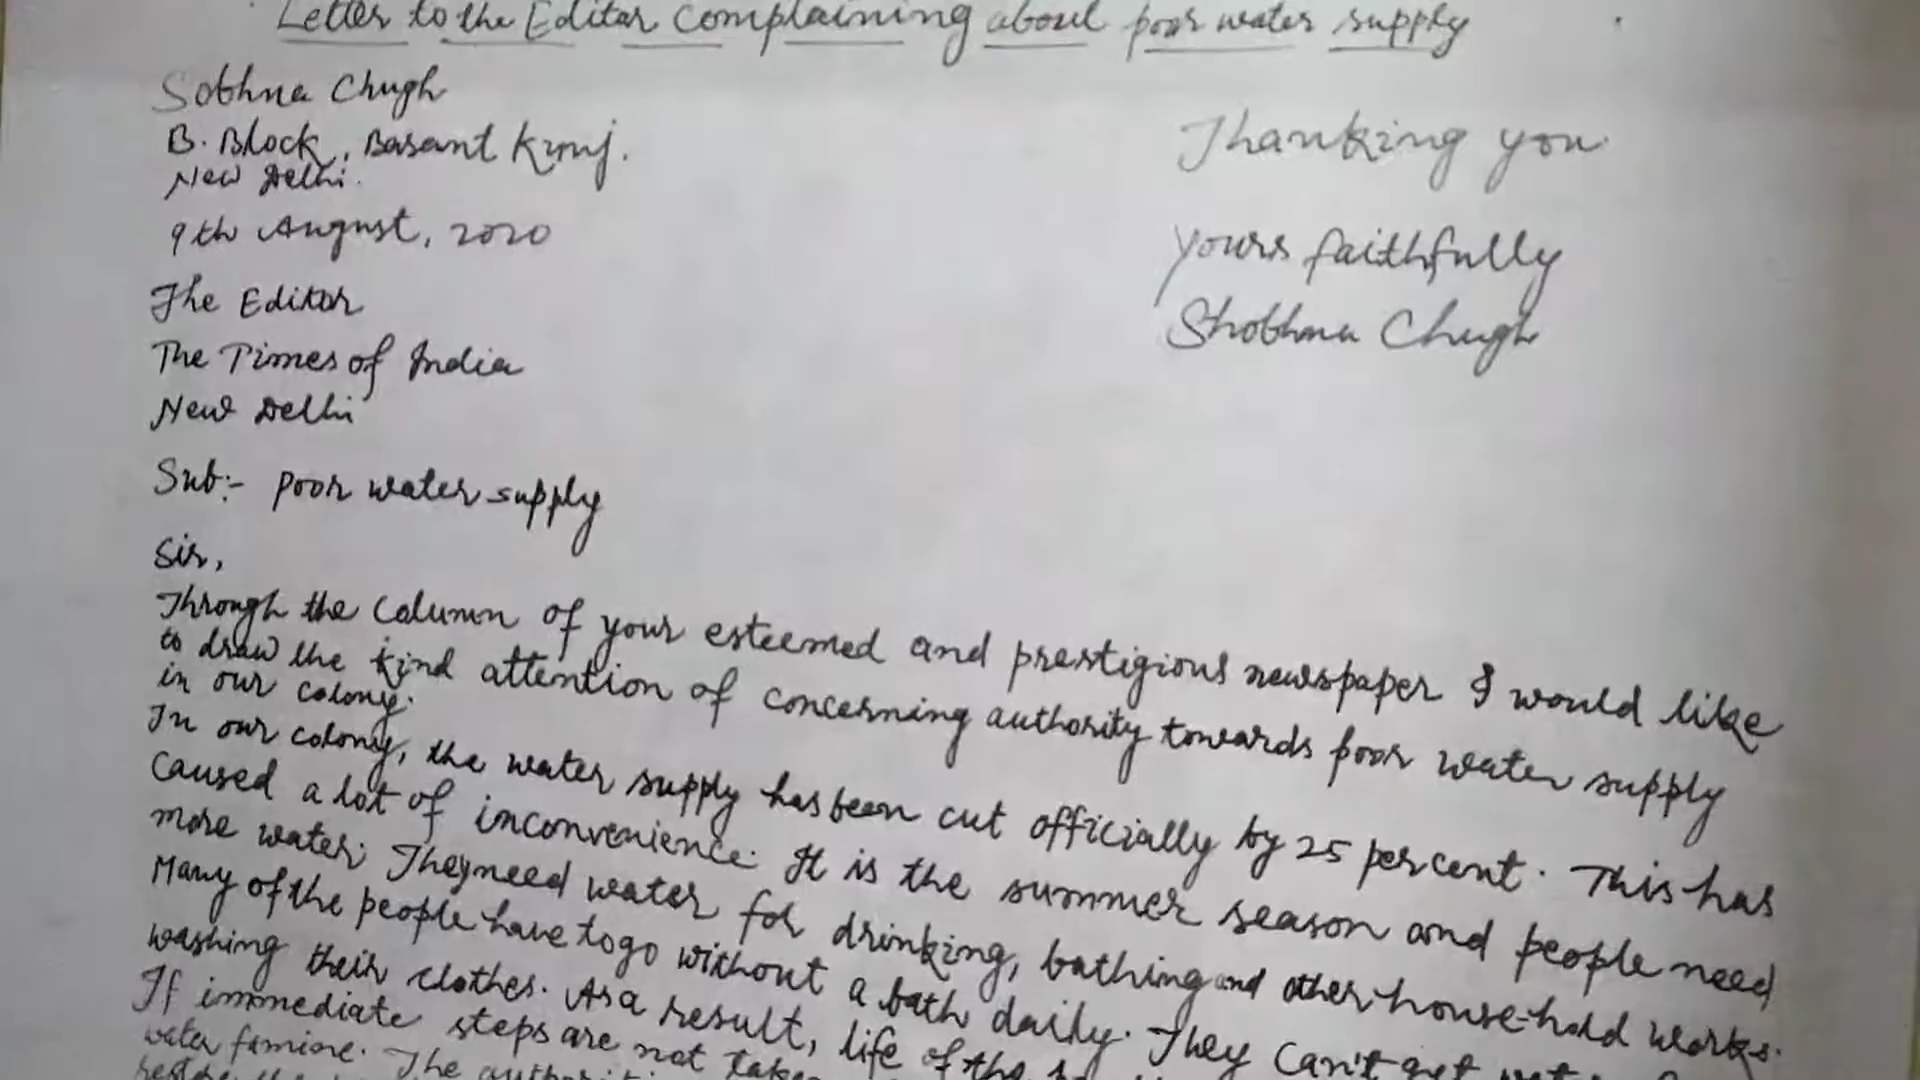 Letter to the Editor complaining about poor water supply
Sobhna Chugh
B. Block, Basant Kunj.
New Delhi.
9th August, 2020
The Editor
The Times of India
New Delhi
Sub:- poor water supply
Sir,
Through the column of your esteemed and prestigious newspaper I would like
to draw the kind attention of concerning authority towards poor water supply
in our colony.
In our colony, the water supply has been cut officially by 25 percent. This has
caused a lot of inconvenience. It is the summer season and people need
more water. They need water for drinking, bathing and other house-hold works.
Many of the people have to go without a bath daily. They can't get water
washing their clothes. As a result, life of the
If immediate steps are not taken
water famine. The
Thanking you
yours faithfully
Shobhna Chugh